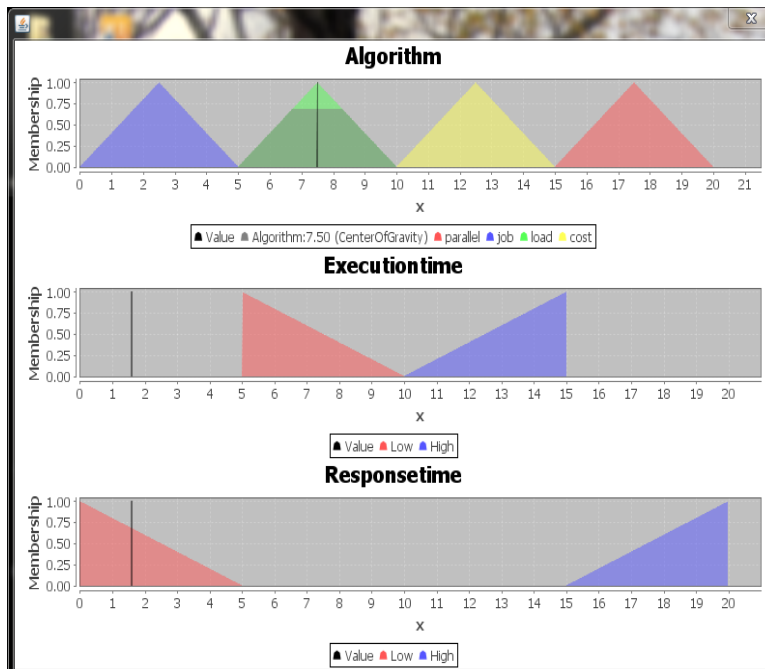 x
Algorithm
Membership
1.00
0.75
0.50
0.25
0.00
0 1 2 3 4 5 6 7 8 9 10 11 12 13 14 15 16 17 18 19 20 21
x
Value Algorithm:7.50 (CenterOfGravity) parallel job load cost
Executiontime
Membership
1.00
0.75
0.50
0.25
0.00
0 1 2 3 4 5 6 7 8 9 10 11 12 13 14 15 16 17 18 19 20
x
Value Low High
Responsetime
Membership
1.00
0.75
0.50
0.25
0.00
0 1 2 3 4 5 6 7 8 9 10 11 12 13 14 15 16 17 18 19 20
x
Value Low High